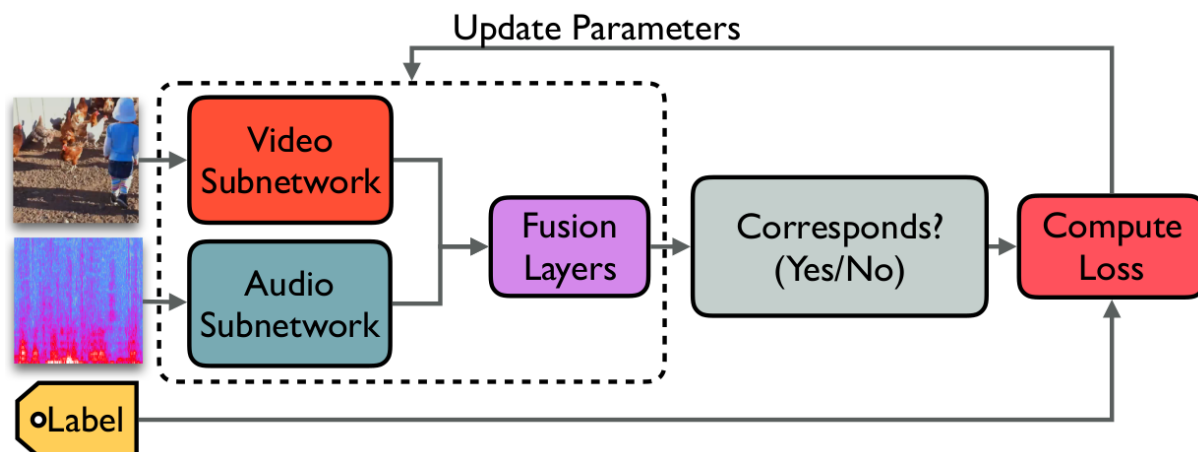 Update Parameters
Video
Subnetwork
Audio
Subnetwork
Fusion
Layers
Corresponds?
(Yes/No)
Compute
Loss
Label